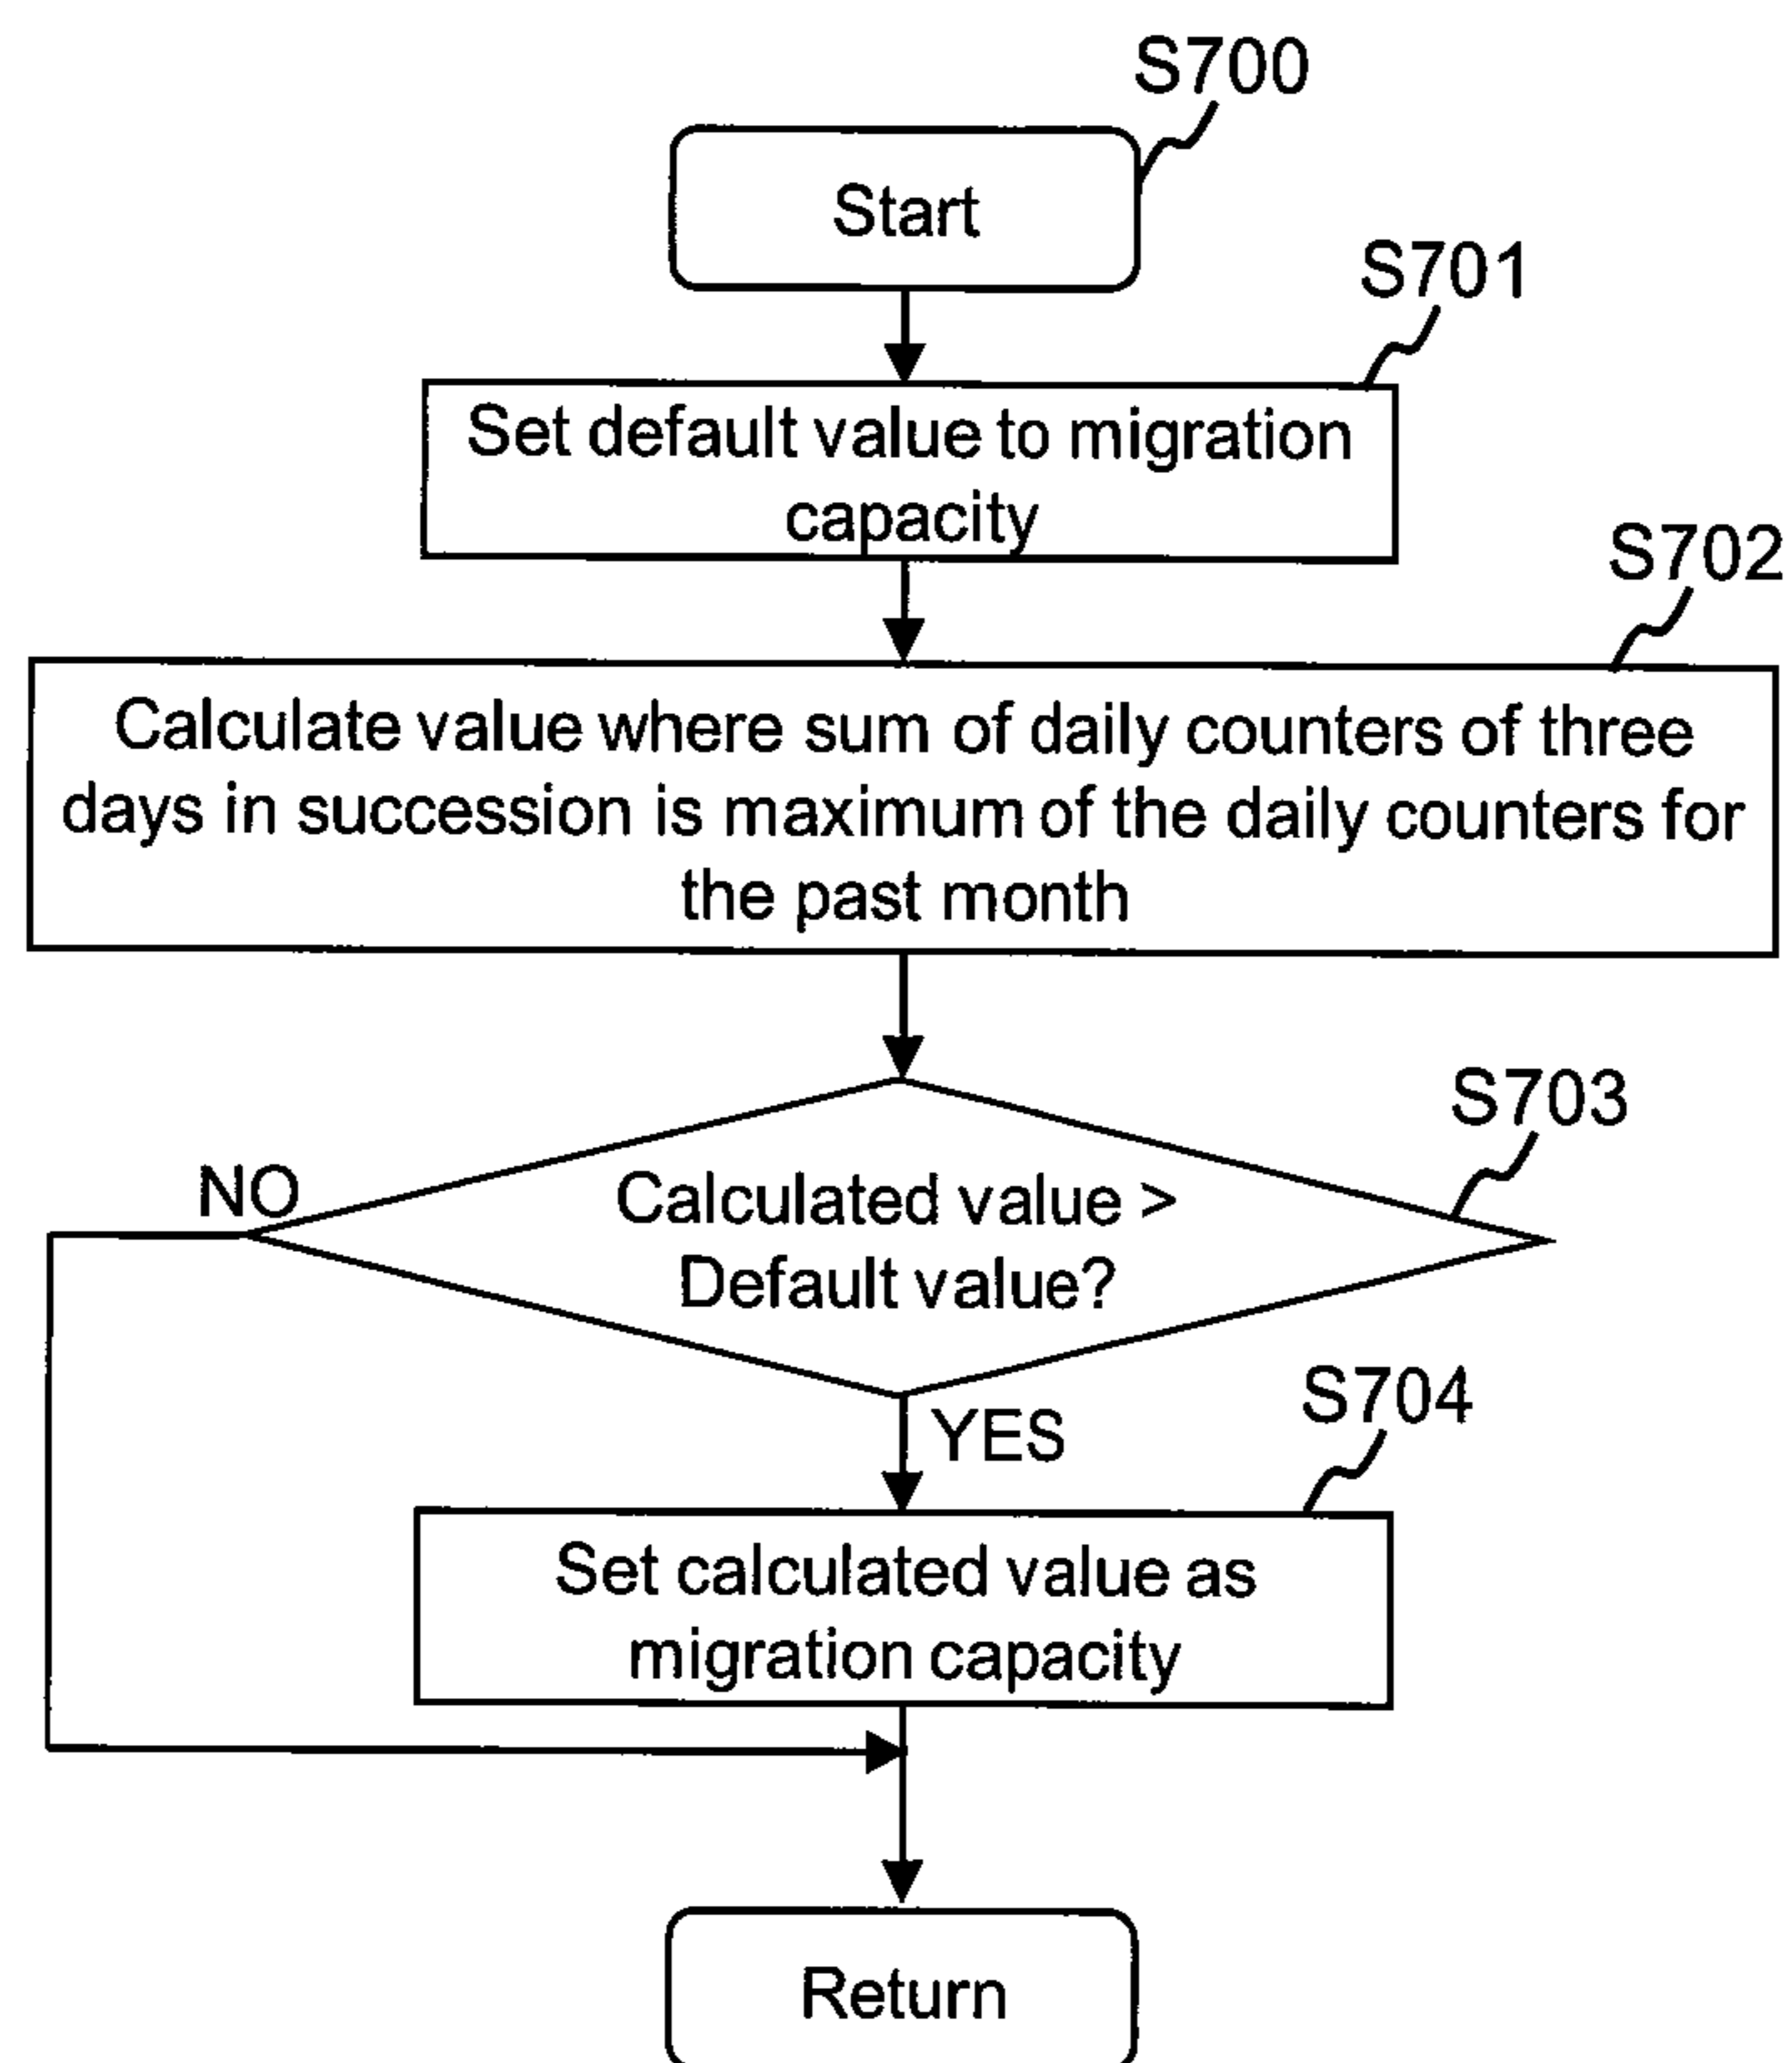 S700
Start
S701
Set default value to migration
capacity
S702
Calculate value where sum of daily counters of three
days in succession is maximum of the daily counters for
the past month
S703
NO
Calculated value >
Default value?
YES
S704
Set calculated value as
migration capacity
Return